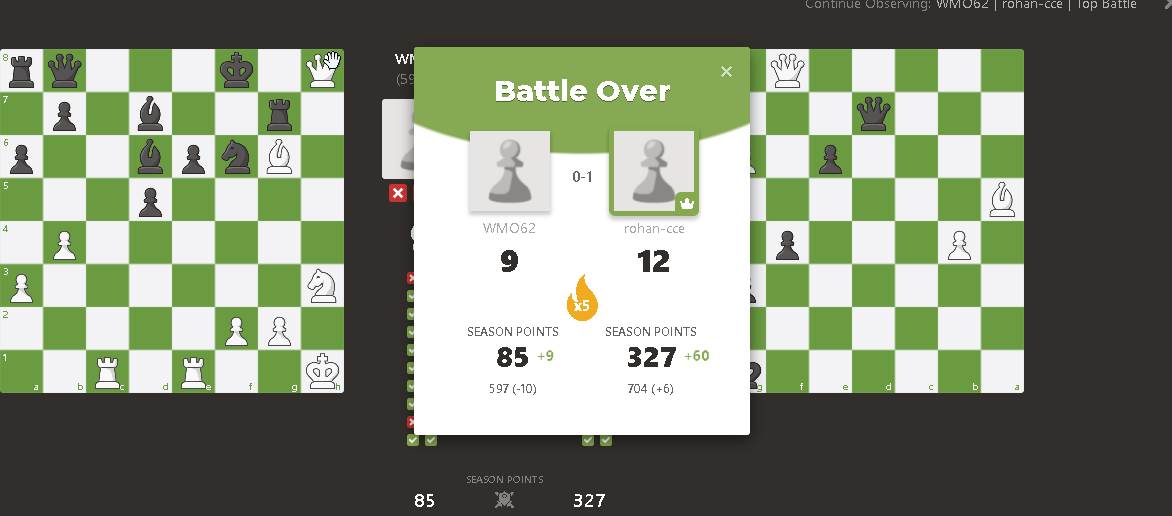 Continue Observing: WMO62 | rohan-cce | Top Battle
8
7
6
5
4
3
2
1
a b c d e f g h
WM
(59
Battle Over
×
0-1
WMO62
rohan-cce
9
12
x5
SEASON POINTS
SEASON POINTS
85 +9
327 +60
597 (-10)
704 (+6)
g f e d c b a
SEASON POINTS
85
327